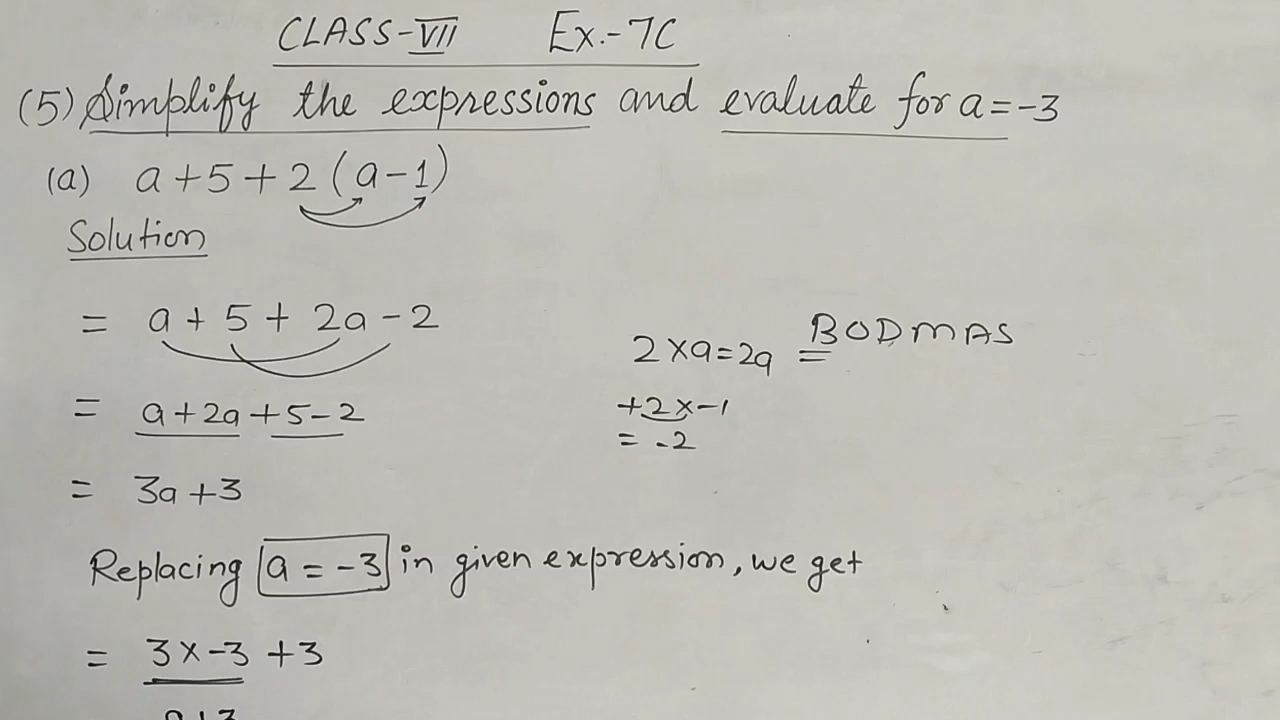 CLASS-VII Ex.-7C
(5) Simplify the expressions and evaluate for a=-3
(a) a+5+2(a-1)
Solution
= a+5+2a-2
2×a=2a BODMAS
= a+2a+5-2
+2×-1
= -2
= 3a+3
Replacing a=-3 in given expression, we get
= 3×-3+3